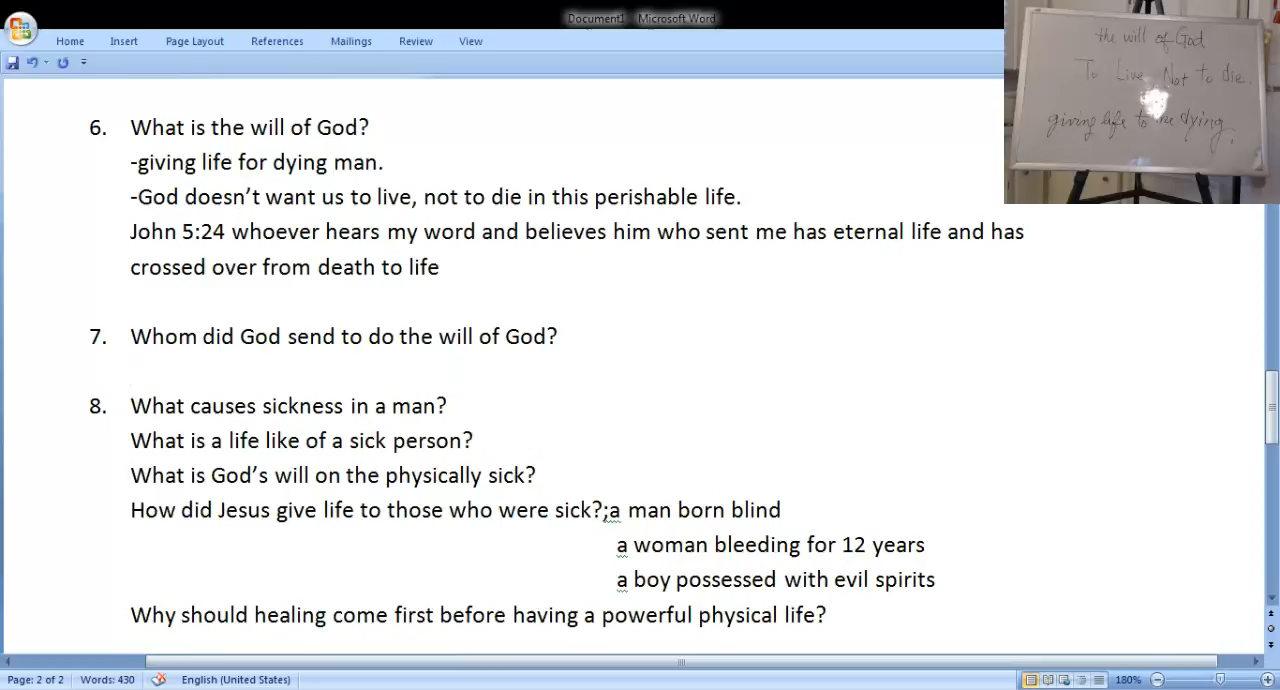 Document1 - Microsoft Word
Home Insert Page Layout References Mailings Review View
the will of God
To Live, Not to die.
giving life to the dying.
6. What is the will of God?
-giving life for dying man.
-God doesn’t want us to live, not to die in this perishable life.
John 5:24 whoever hears my word and believes him who sent me has eternal life and has
crossed over from death to life
7. Whom did God send to do the will of God?
8. What causes sickness in a man?
What is a life like of a sick person?
What is God’s will on the physically sick?
How did Jesus give life to those who were sick?;a man born blind
a woman bleeding for 12 years
a boy possessed with evil spirits
Why should healing come first before having a powerful physical life?
Page: 2 of 2 Words: 430 English (United States) 180%